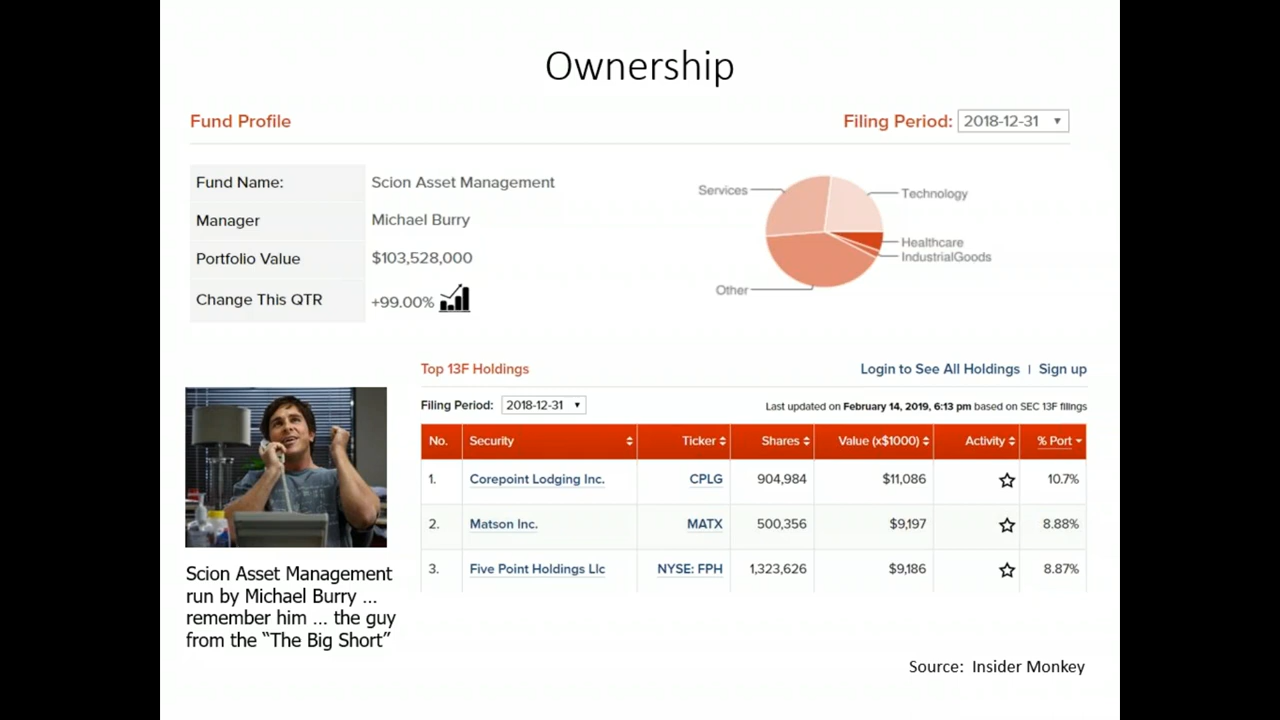 Ownership
Fund Profile
Filing Period: 2018-12-31
Fund Name: Scion Asset Management
Manager Michael Burry
Portfolio Value $103,528,000
Change This QTR +99.00%
Services
Technology
Healthcare
IndustrialGoods
Other
Top 13F Holdings
Login to See All Holdings | Sign up
Filing Period: 2018-12-31
Last updated on February 14, 2019, 6:13 pm based on SEC 13F filings
No. Security Ticker Shares Value (x$1000) Activity % Port
1. Corepoint Lodging Inc. CPLG 904,984 $11,086 10.7%
2. Matson Inc. MATX 500,356 $9,197 8.88%
3. Five Point Holdings Llc NYSE: FPH 1,323,626 $9,186 8.87%
Scion Asset Management
run by Michael Burry ...
remember him ... the guy
from the “The Big Short”
Source: Insider Monkey